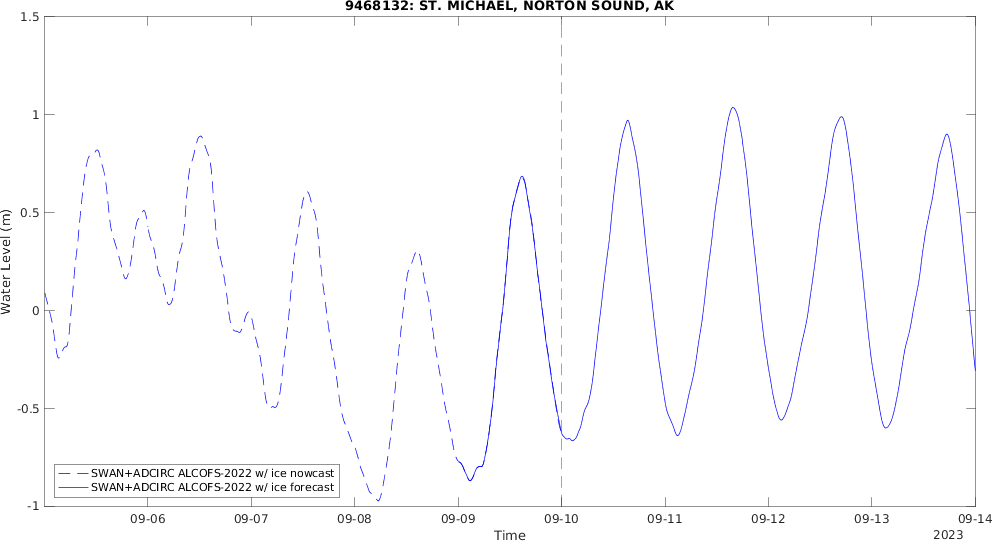 9468132: ST. MICHAEL, NORTON SOUND, AK
1.5
1
0.5
0
-0.5
-1
Water Level (m)
SWAN+ADCIRC ALCOFS-2022 w/ ice nowcast
SWAN+ADCIRC ALCOFS-2022 w/ ice forecast
09-06 09-07 09-08 09-09 09-10 09-11 09-12 09-13 09-14
Time
2023